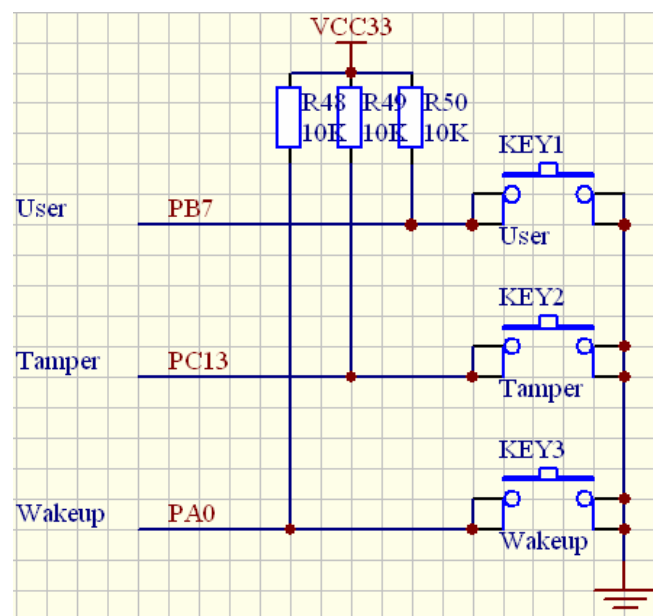 VCC33
R48 R49 R50
10K 10K 10K
KEY1
User PB7
User
KEY2
Tamper PC13
Tamper
KEY3
Wakeup PA0
Wakeup